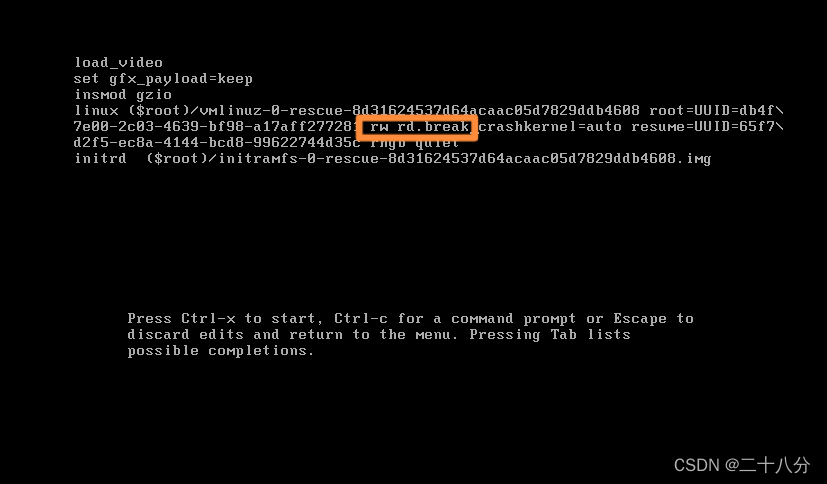 load_video
set gfx_payload=keep
insmod gzio
linux ($root)/vmlinuz-0-rescue-8d31624537d64acaac05d7829ddb4608 root=UUID=db4f\
7e00-2c03-4639-bf98-a17aff277281 rw rd.break crashkernel=auto resume=UUID=65f7\
d2f5-ec8a-4144-bcd8-99622744d35c rhgb quiet
initrd ($root)/initramfs-0-rescue-8d31624537d64acaac05d7829ddb4608.img
Press Ctrl-x to start, Ctrl-c for a command prompt or Escape to
discard edits and return to the menu. Pressing Tab lists
possible completions.
CSDN @二十八分